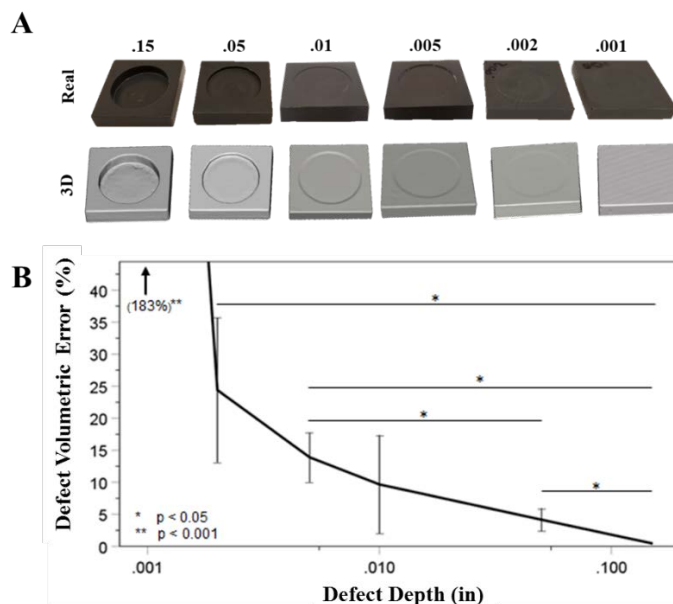 A
.15 .05 .01 .005 .002 .001
Real
3D
B
Defect Volumetric Error (%)
40
35
30
25
20
15
10
5
0
(183%)**
*
*
*
*
* p < 0.05
** p < 0.001
.001 .010 .100
Defect Depth (in)